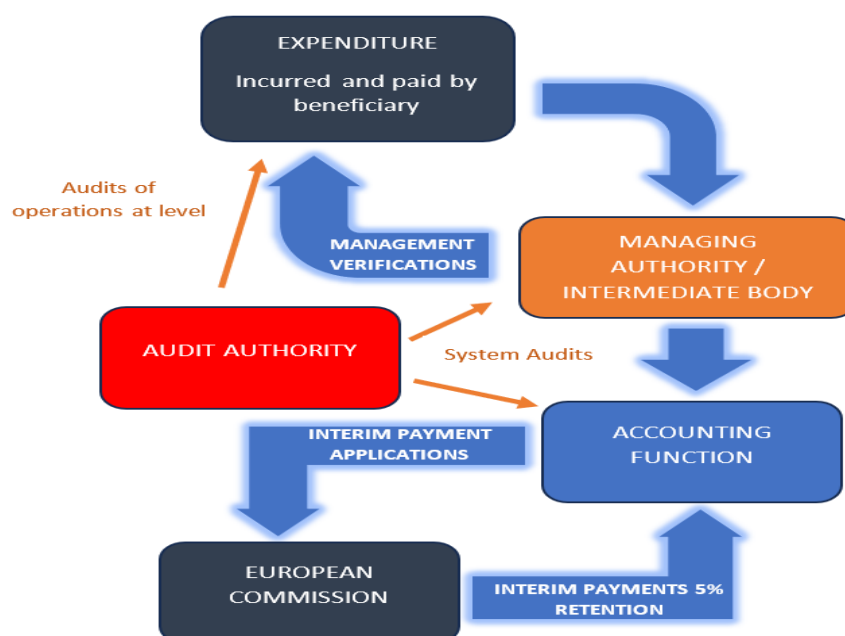 EXPENDITURE
Incurred and paid by
beneficiary
Audits of
operations at level
MANAGEMENT
VERIFICATIONS
MANAGING
AUTHORITY /
INTERMEDIATE BODY
AUDIT AUTHORITY
System Audits
INTERIM PAYMENT
APPLICATIONS
ACCOUNTING
FUNCTION
EUROPEAN
COMMISSION
INTERIM PAYMENTS 5%
RETENTION